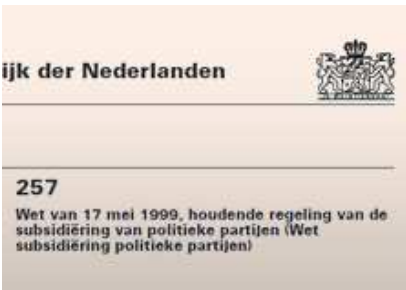 ijk der Nederlanden
257
Wet van 17 mei 1999, houdende regeling van de
subsidiëring van politieke partijen (Wet
subsidiëring politieke partijen)